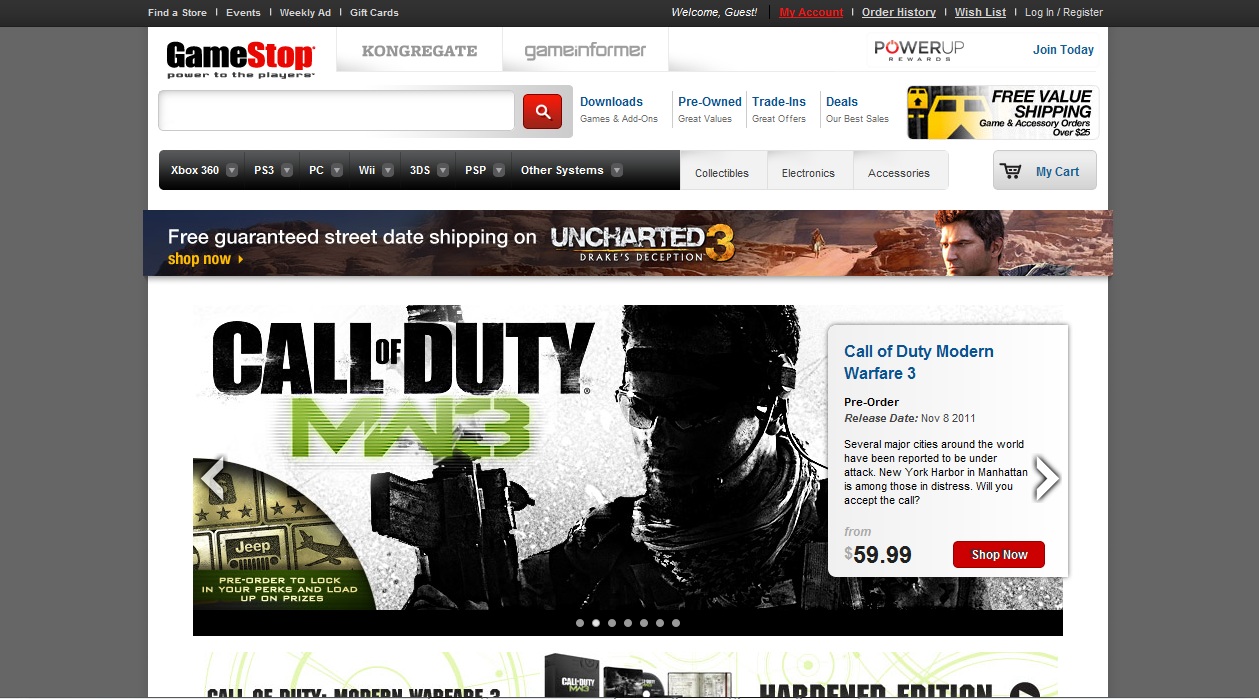 Find a Store | Events | Weekly Ad | Gift Cards
Welcome, Guest! | My Account | Order History | Wish List | Log In / Register
GameStop
power to the players
KONGREGATE
gameinformer
POWERUP
REWARDS
Join Today
Downloads
Games & Add-Ons
Pre-Owned
Great Values
Trade-Ins
Great Offers
Deals
Our Best Sales
FREE VALUE
SHIPPING
Game & Accessory Orders
Over $25
Xbox 360 PS3 PC Wii 3DS PSP Other Systems Collectibles Electronics Accessories
My Cart
Free guaranteed street date shipping on UNCHARTED 3
DRAKE'S DECEPTION
shop now
CALL OF DUTY
MW3
Jeep
PRE-ORDER TO LOCK
IN YOUR PERKS AND LOAD
UP ON PRIZES
Call of Duty Modern
Warfare 3
Pre-Order
Release Date: Nov 8 2011
Several major cities around the world
have been reported to be under
attack. New York Harbor in Manhattan
is among those in distress. Will you
accept the call?
from
$59.99
Shop Now
CALL OF DUTY: MODERN WARFARE 3
CALL OF DUTY
MW3
HARDENED EDITION